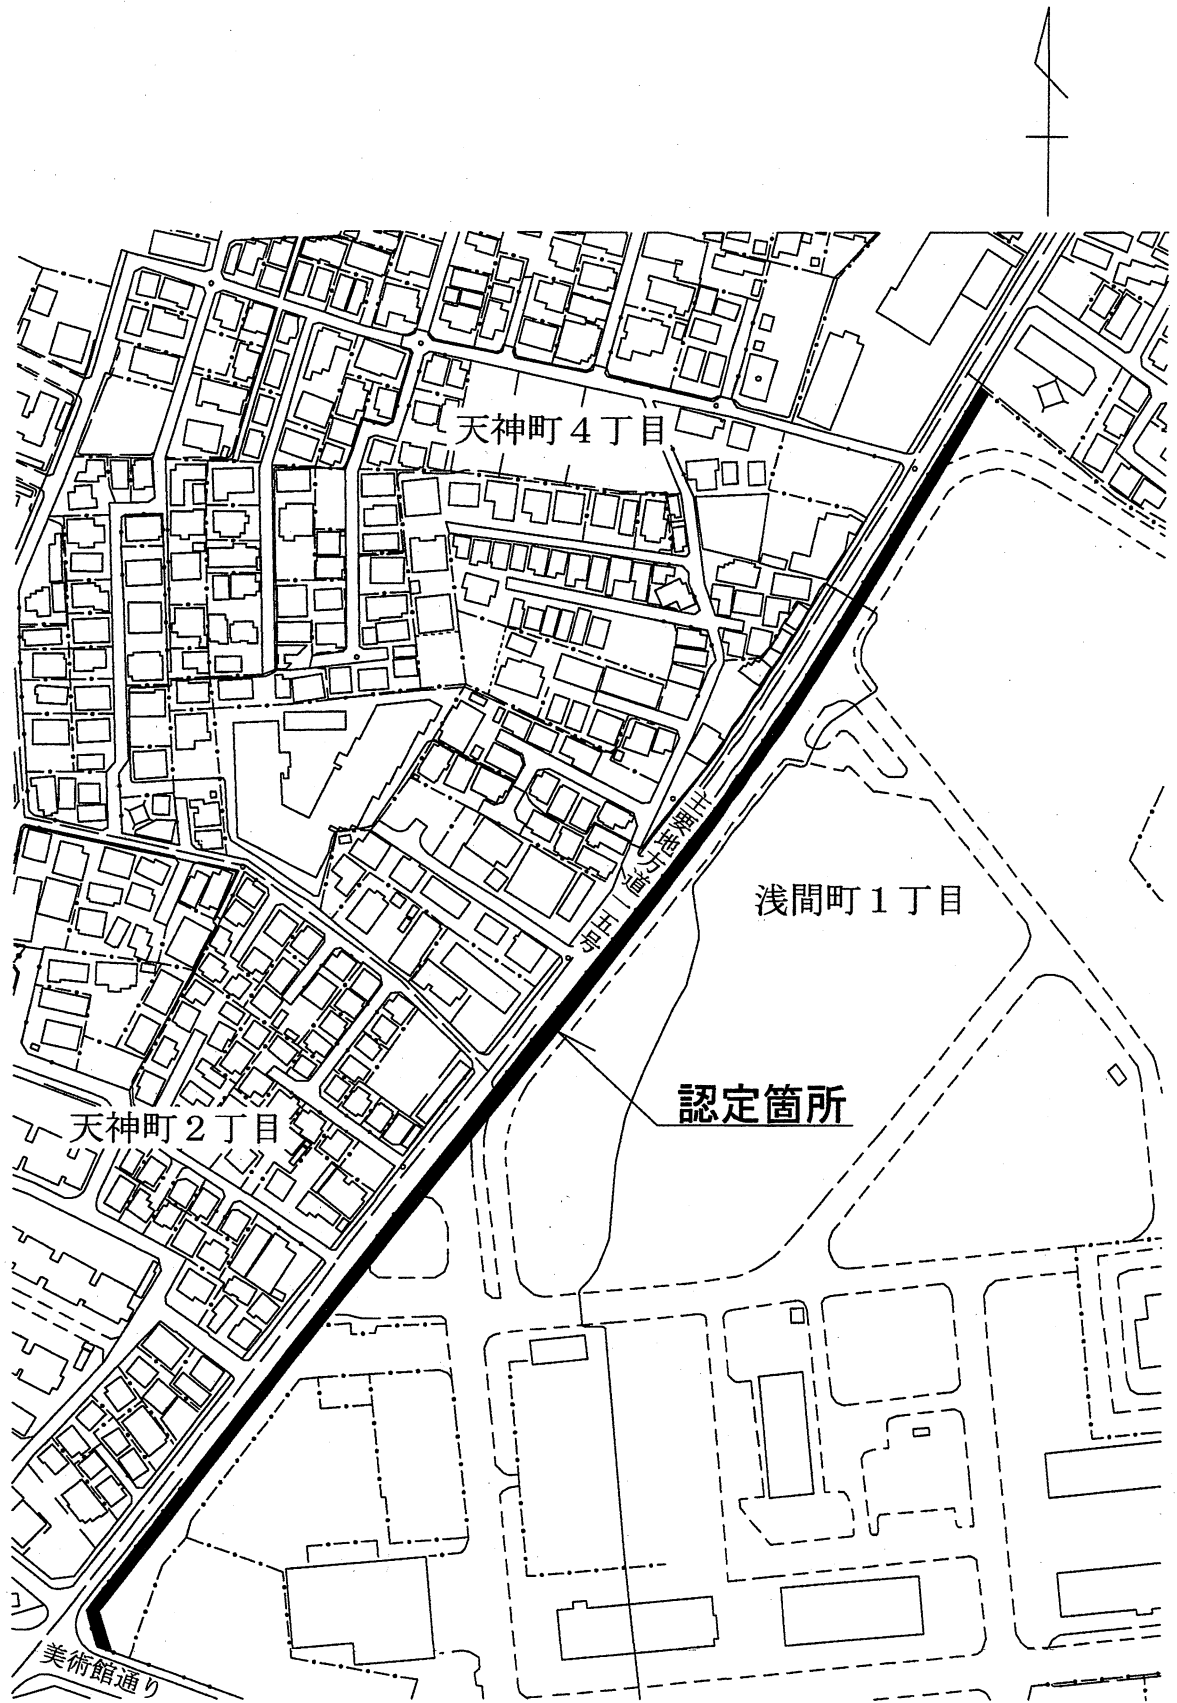 天神町4丁目
主要地方道一五号
浅間町1丁目
認定箇所
天神町2丁目
美術館通り